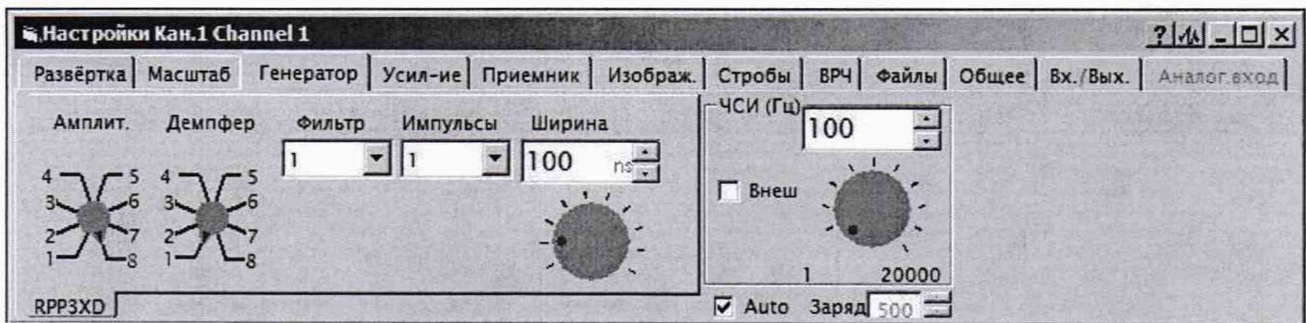 Настройки Кан.1 Channel 1
Развёртка Масштаб Генератор Усил-ие Приемник Изображ. Стробы ВРЧ Файлы Общее Вх./Вых. Аналог.вход
Амплит. Демпфер Фильтр Импульсы Ширина
1 1 100 ns
4 5 4 5
3 6 3 6
2 7 2 7
1 8 1 8
RPP3XD
ЧСИ (Гц)
100
Внеш
1 20000
Auto Заряд 500